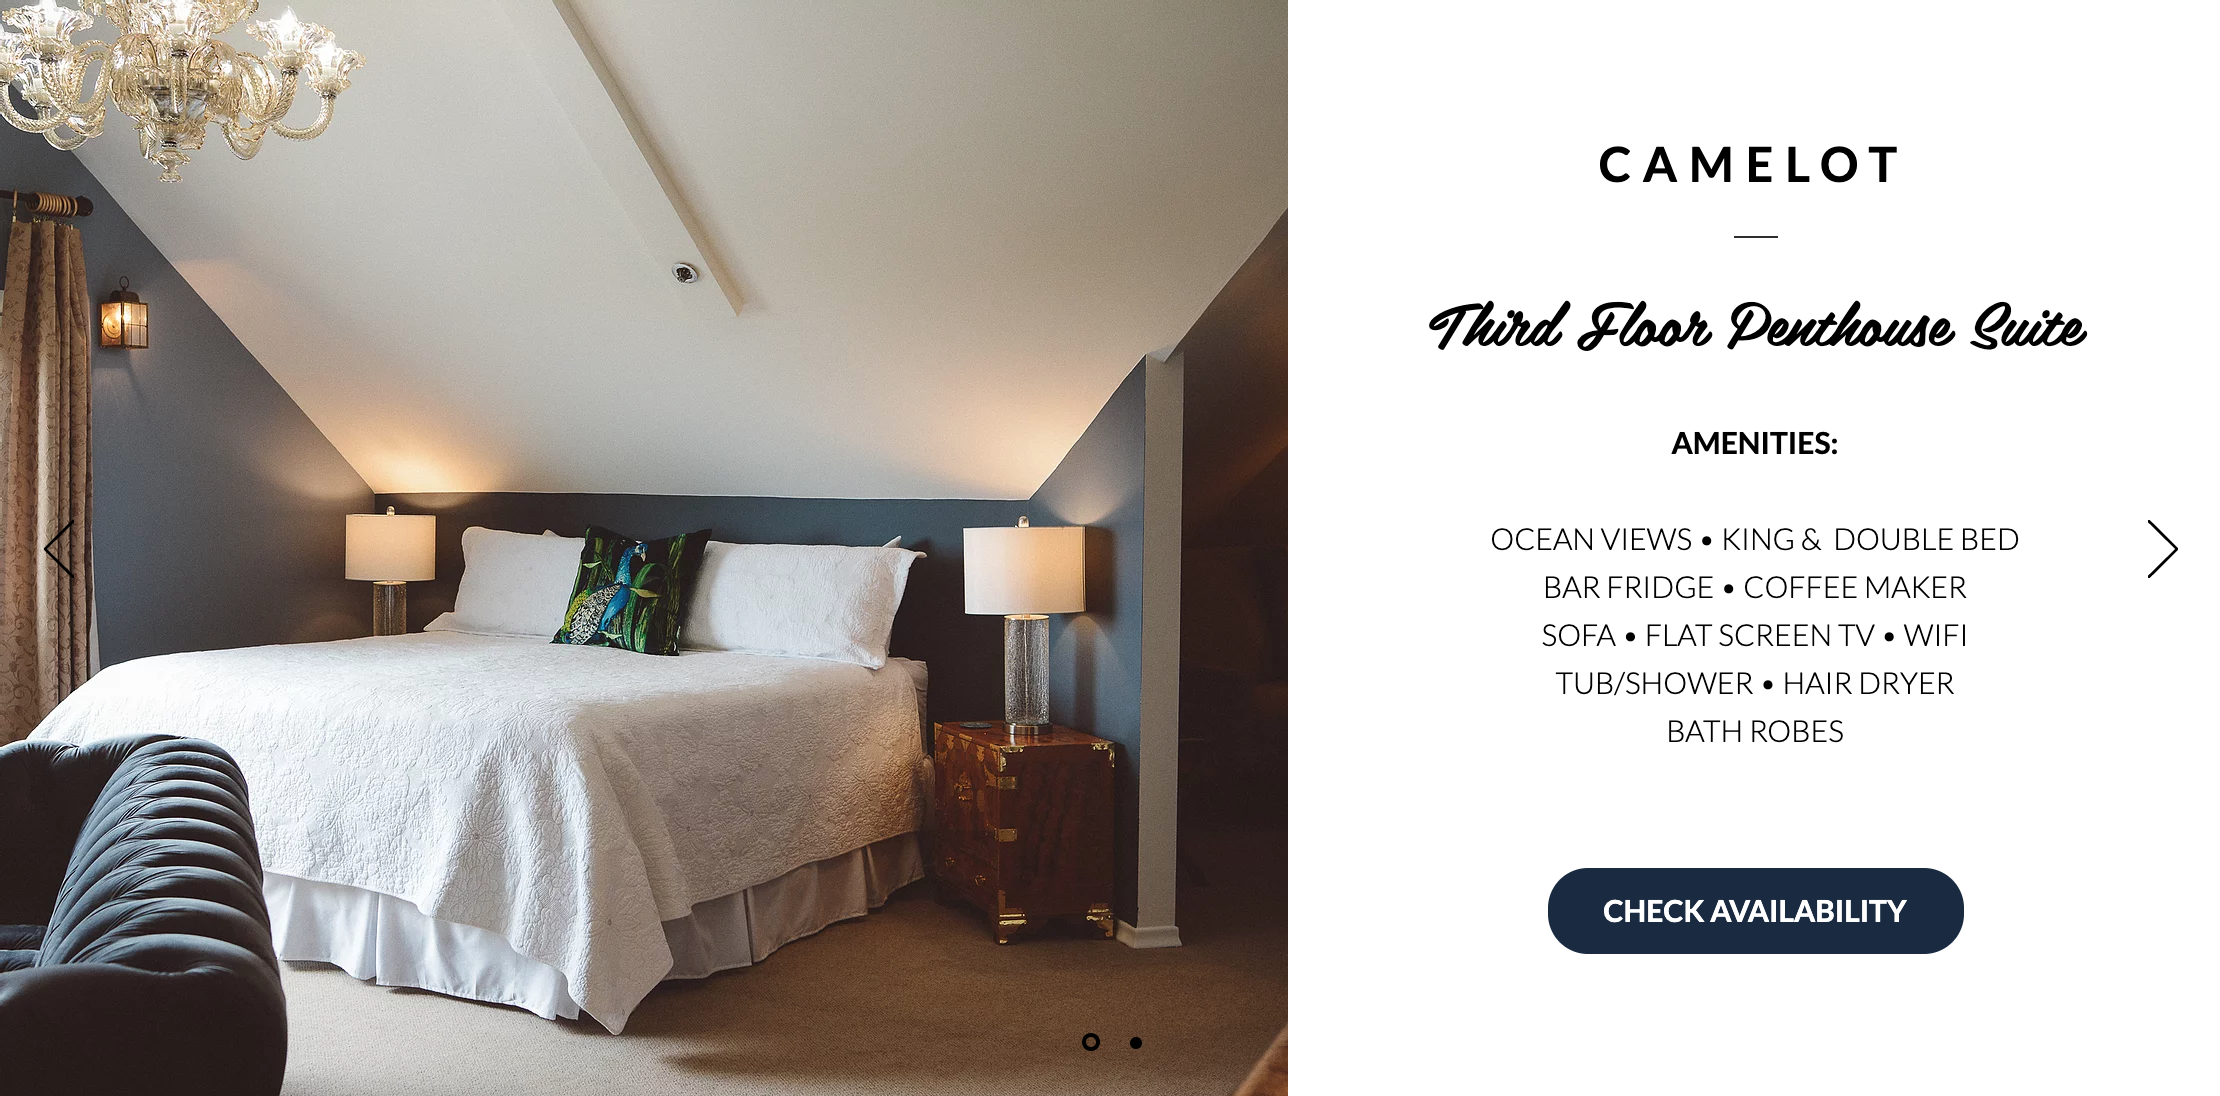 CAMELOT
Third Floor Penthouse Suite
AMENITIES:
OCEAN VIEWS • KING & DOUBLE BED
BAR FRIDGE • COFFEE MAKER
SOFA • FLAT SCREEN TV • WIFI
TUB/SHOWER • HAIR DRYER
BATH ROBES
CHECK AVAILABILITY